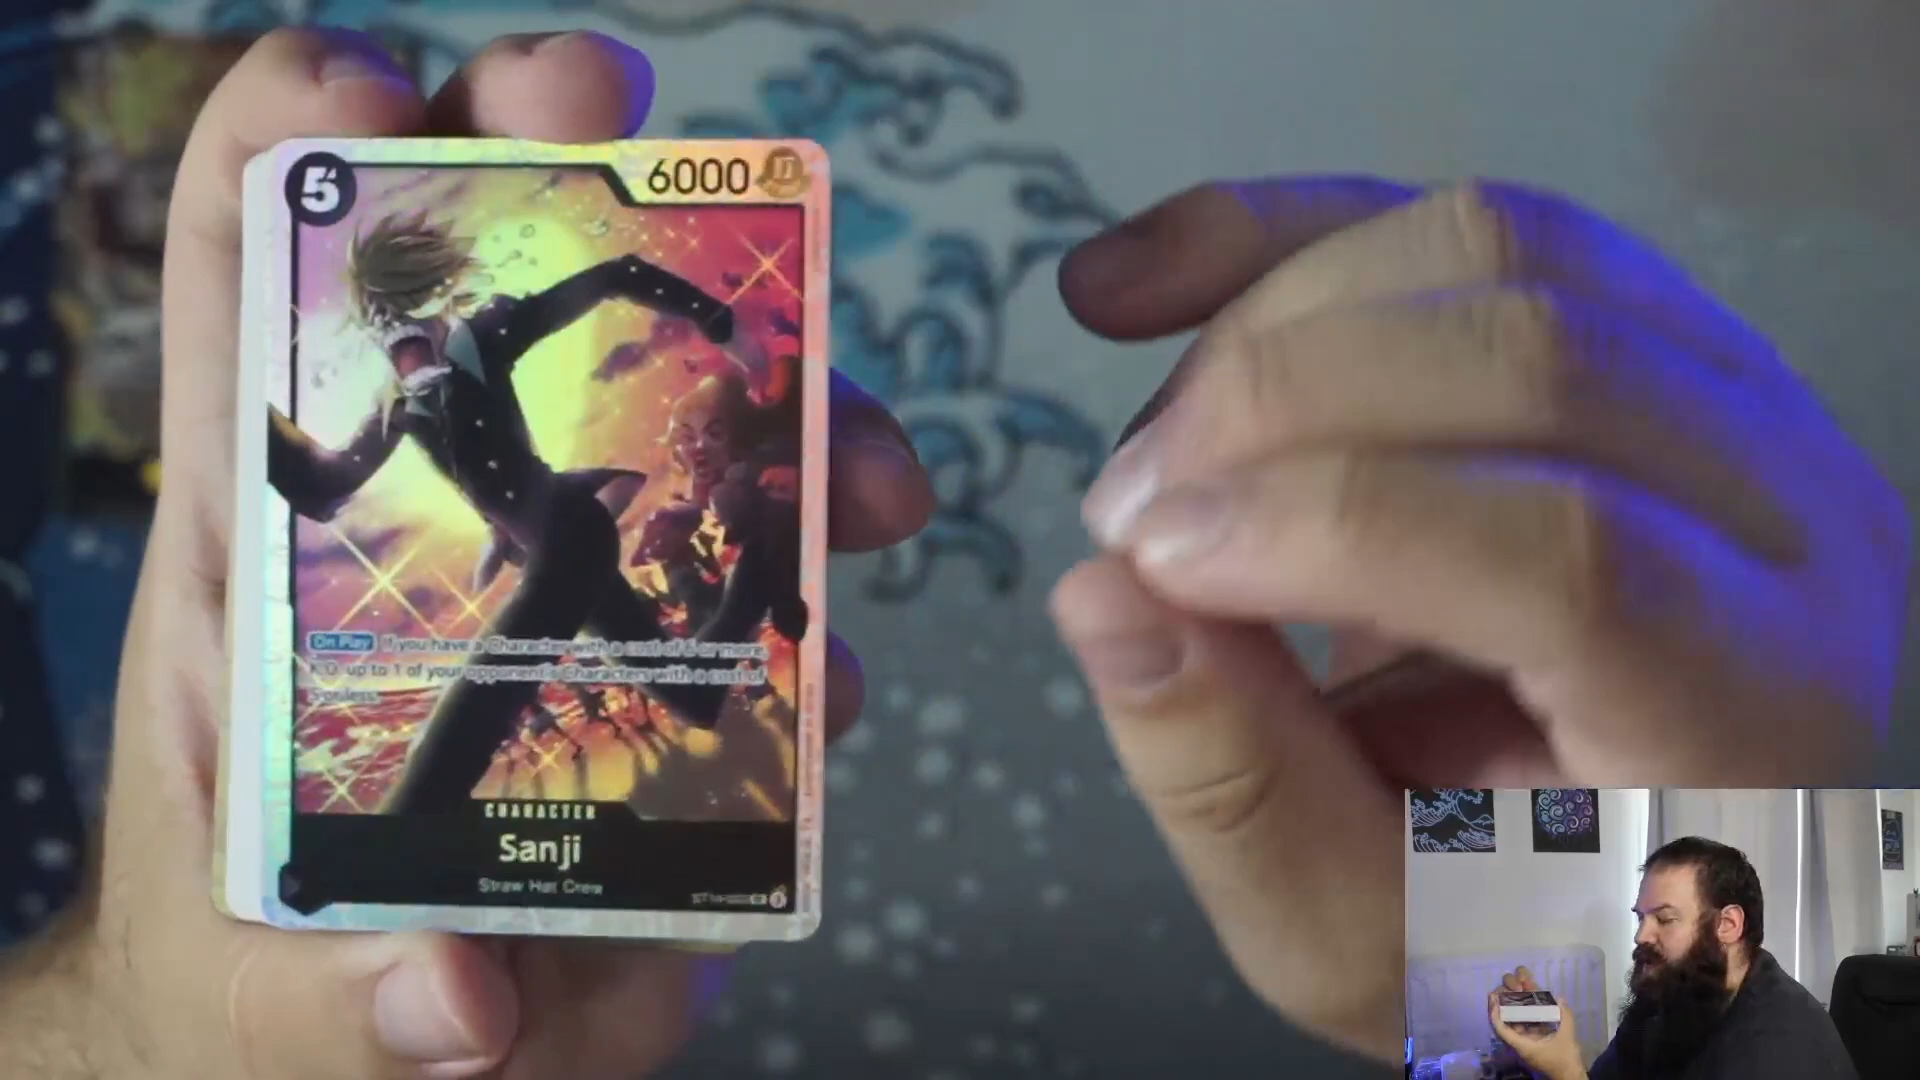 5
6000
On Play If you have a Character with a cost of 6 or more,
K.O. up to 1 of your opponent's Characters with a cost of
5 or less.
CHARACTER
Sanji
Straw Hat Crew